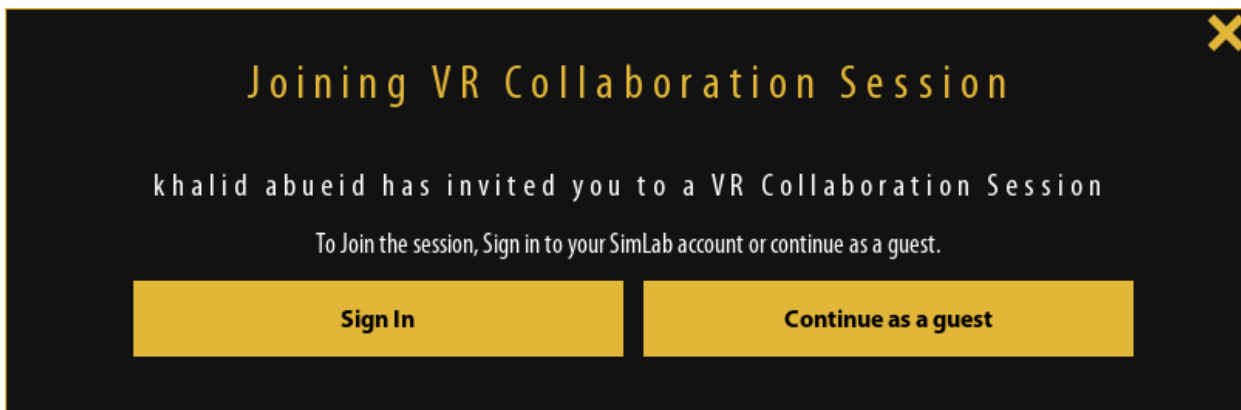 Joining VR Collaboration Session
khalid abueid has invited you to a VR Collaboration Session
To Join the session, Sign in to your SimLab account or continue as a guest.
Sign In
Continue as a guest